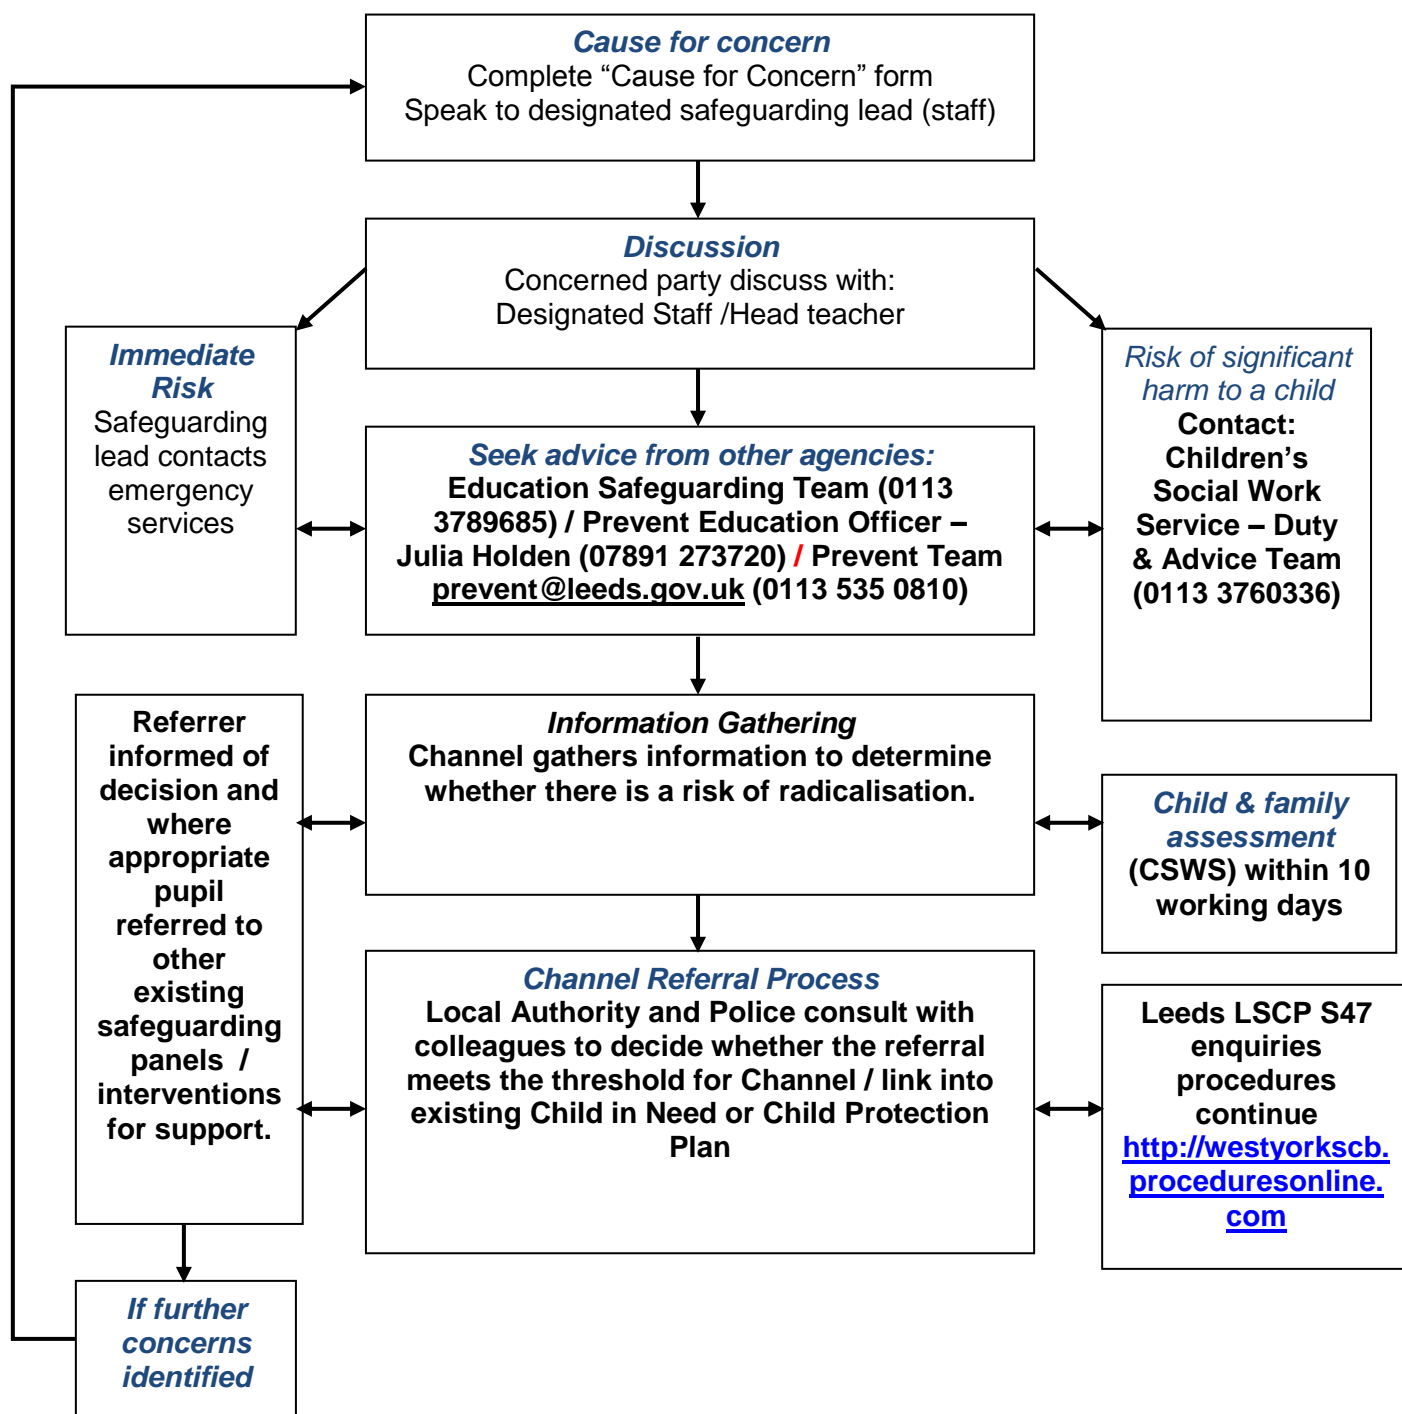 Cause for concern
Complete “Cause for Concern” form
Speak to designated safeguarding lead (staff)
Discussion
Concerned party discuss with:
Designated Staff /Head teacher
Immediate
Risk
Safeguarding
lead contacts
emergency
services
Seek advice from other agencies:
Education Safeguarding Team (0113
3789685) / Prevent Education Officer –
Julia Holden (07891 273720) / Prevent Team
prevent@leeds.gov.uk (0113 535 0810)
Risk of significant
harm to a child
Contact:
Children’s
Social Work
Service – Duty
& Advice Team
(0113 3760336)
Referrer
informed of
decision and
where
appropriate
pupil
referred to
other
existing
safeguarding
panels /
interventions
for support.
Information Gathering
Channel gathers information to determine
whether there is a risk of radicalisation.
Child & family
assessment
(CSWS) within 10
working days
Channel Referral Process
Local Authority and Police consult with
colleagues to decide whether the referral
meets the threshold for Channel / link into
existing Child in Need or Child Protection
Plan
Leeds LSCP S47
enquiries
procedures
continue
http://westyorkscb.
proceduresonline.
com
If further
concerns
identified